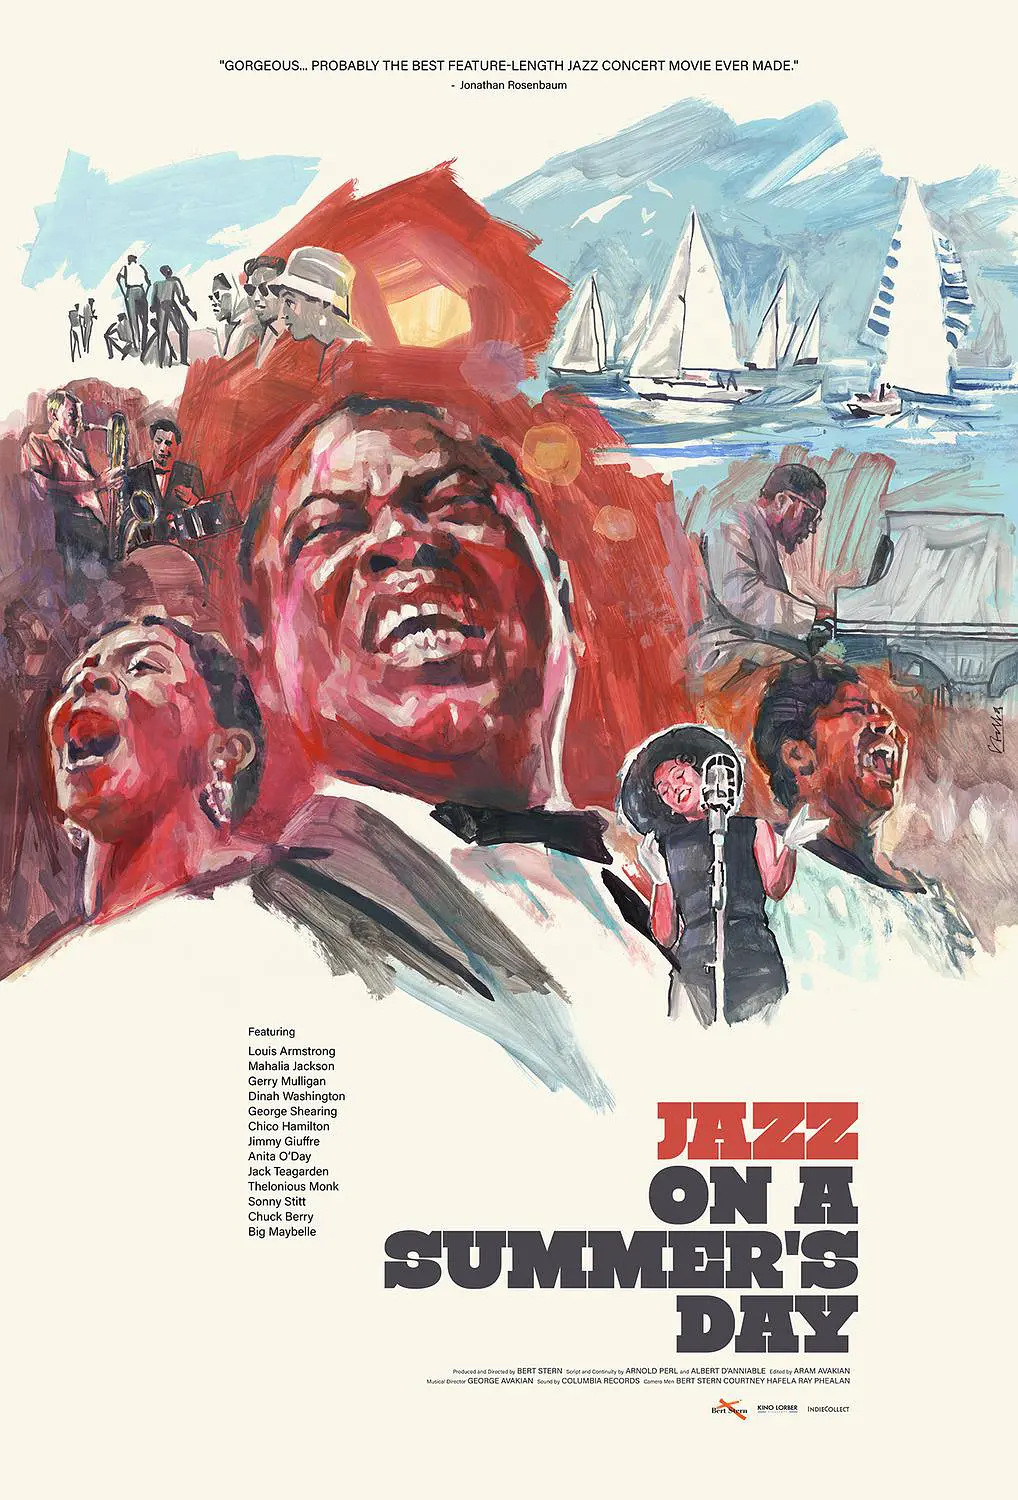 "GORGEOUS... PROBABLY THE BEST FEATURE-LENGTH JAZZ CONCERT MOVIE EVER MADE."
- Jonathan Rosenbaum
Featuring
Louis Armstrong
Mahalia Jackson
Gerry Mulligan
Dinah Washington
George Shearing
Chico Hamilton
Jimmy Giuffre
Anita O'Day
Jack Teagarden
Thelonious Monk
Sonny Stitt
Chuck Berry
Big Maybelle
JAZZ
ON A
SUMMER'S
DAY
Produced and Directed by BERT STERN Script and Continuity by ARNOLD PERL and ALBERT D'ANNIABLE Edited by ARAM AVAKIAN
Musical Director GEORGE AVAKIAN Sound by COLUMBIA RECORDS Camera Men BERT STERN COURTNEY HAFELA RAY PHEALAN
Bert Stern KINO LORBER INDIECOLLECT